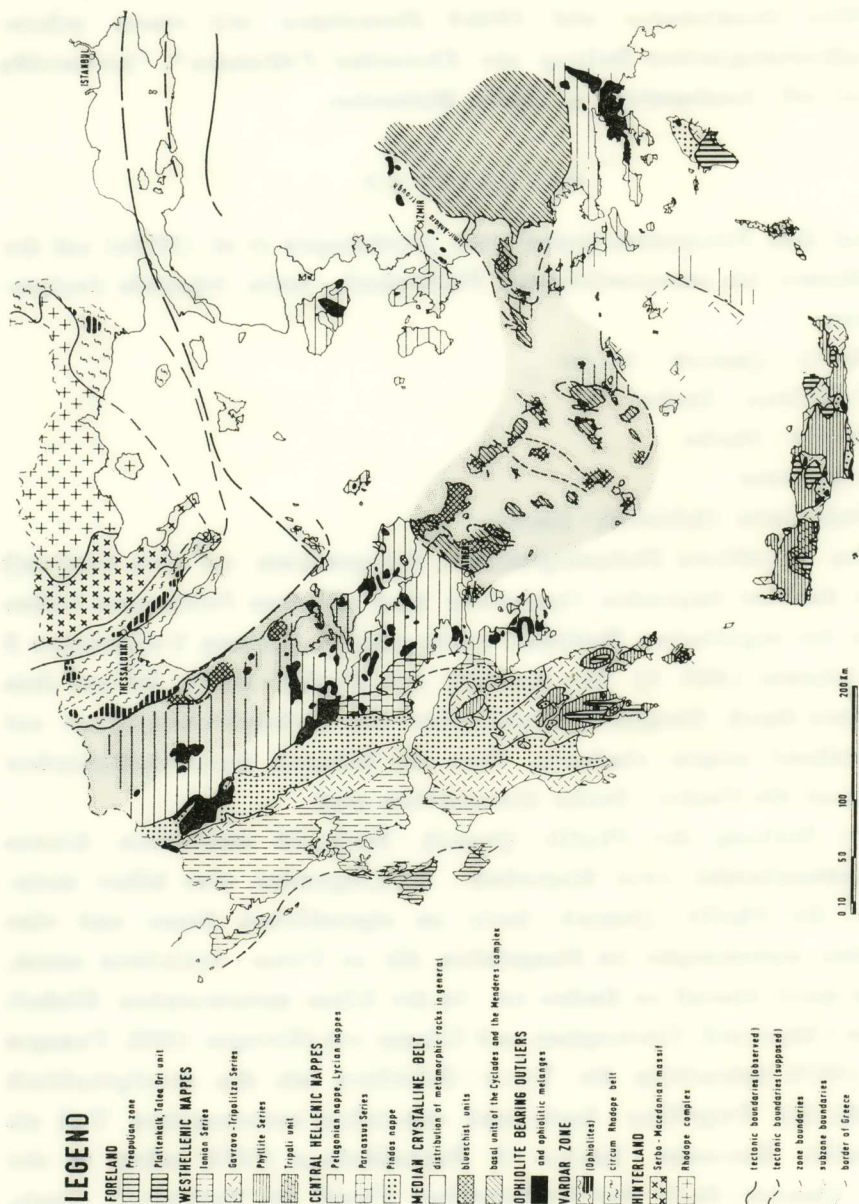 LEGEND
FORELAND
Preapulian zone
Plattenkalk, Talea Ori unit
WESTHELLENIC NAPPES
Ionian Series
Gavrovo-Tripolitza Series
Phyllite Series
Tripali unit
CENTRAL HELLENIC NAPPES
Pelagonian nappe, Lycian nappes
Parnassos Series
Pindos nappe
MEDIAN CRYSTALLINE BELT
distribution of metamorphic rocks in general
blueschist units
basal units of the Cyclades and the Menderes complex
OPHIOLITE BEARING OUTLIERS
and ophiolitic melanges
VARDAR ZONE
(Ophiolites)
circum Rhodope belt
HINTERLAND
Serbo-Macedonian massif
Rhodope complex
tectonic boundaries (observed)
tectonic boundaries (supposed)
zone boundaries
subzone boundaries
border of Greece
THESSALONIKI
ISTANBUL
IZMIR
trough
ATHENS
0 10 50 100 200 Km